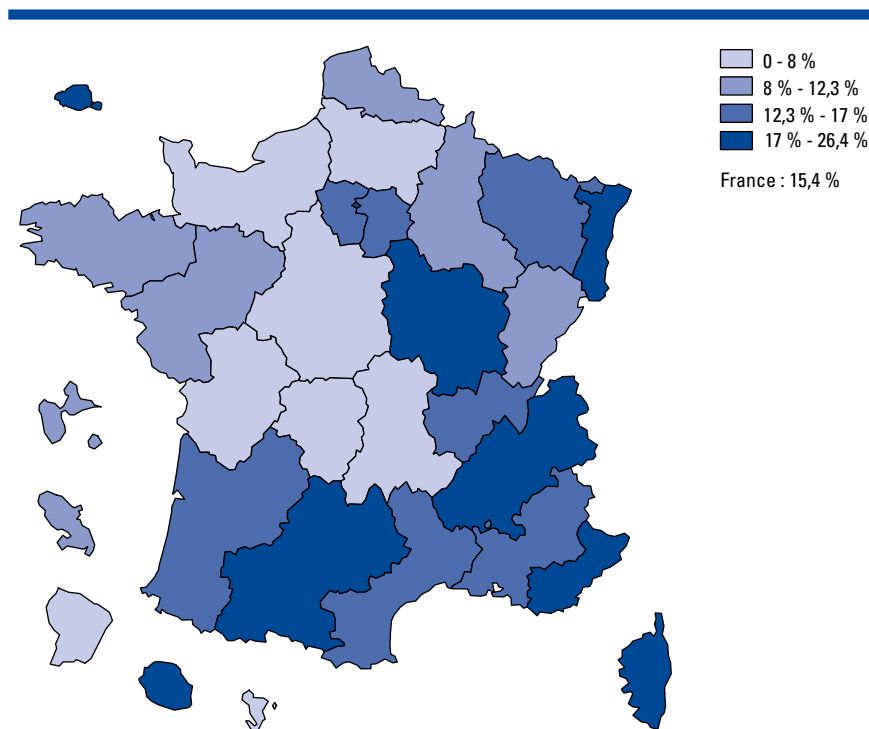 0 - 8 %
8 % - 12,3 %
12,3 % - 17 %
17 % - 26,4 %
France : 15,4 %